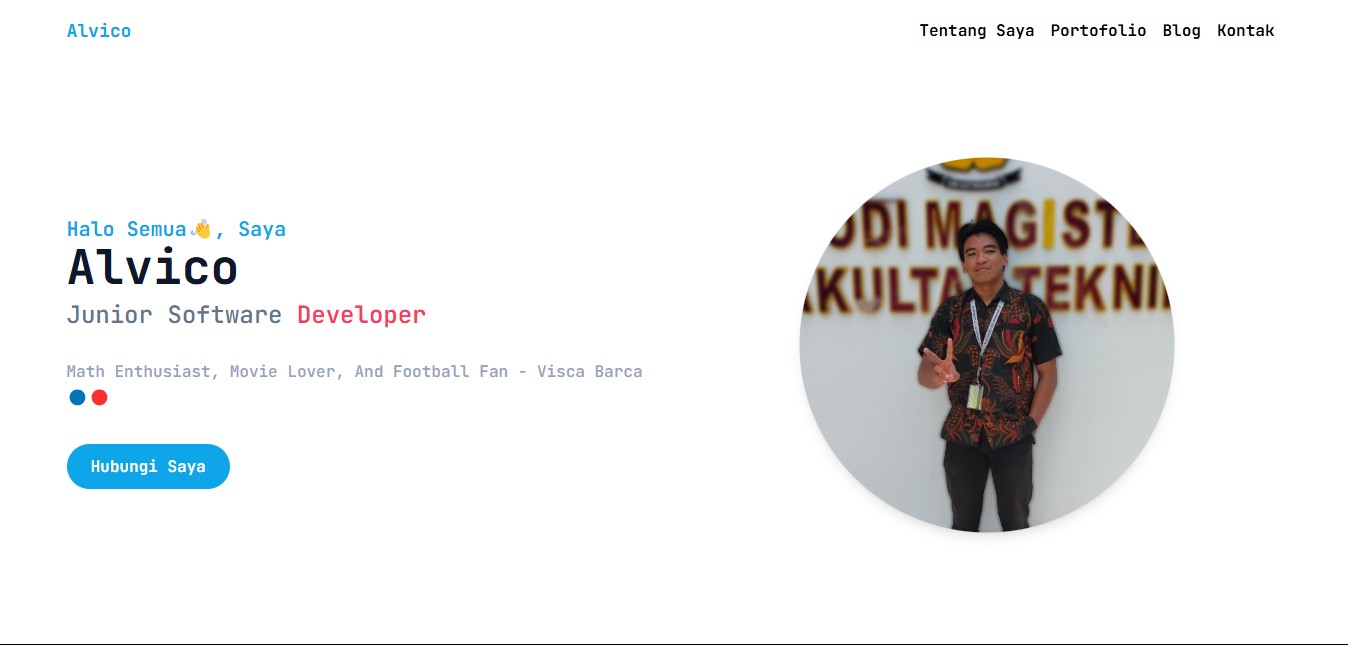 Alvico
Tentang Saya Portofolio Blog Kontak
Halo Semua👋, Saya
Alvico
Junior Software Developer
Math Enthusiast, Movie Lover, And Football Fan - Visca Barca
🔵🔴
Hubungi Saya
ODI MAGISTE
AKULTA TEKNI